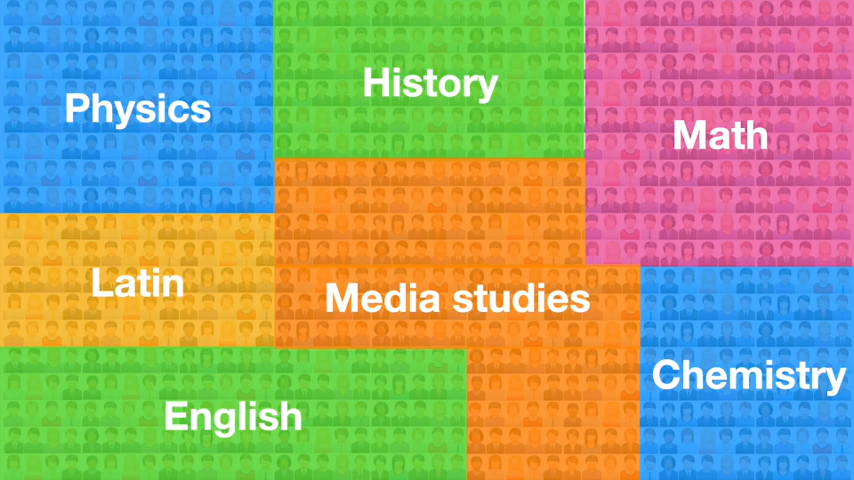 Physics
History
Math
Latin
Media studies
Chemistry
English